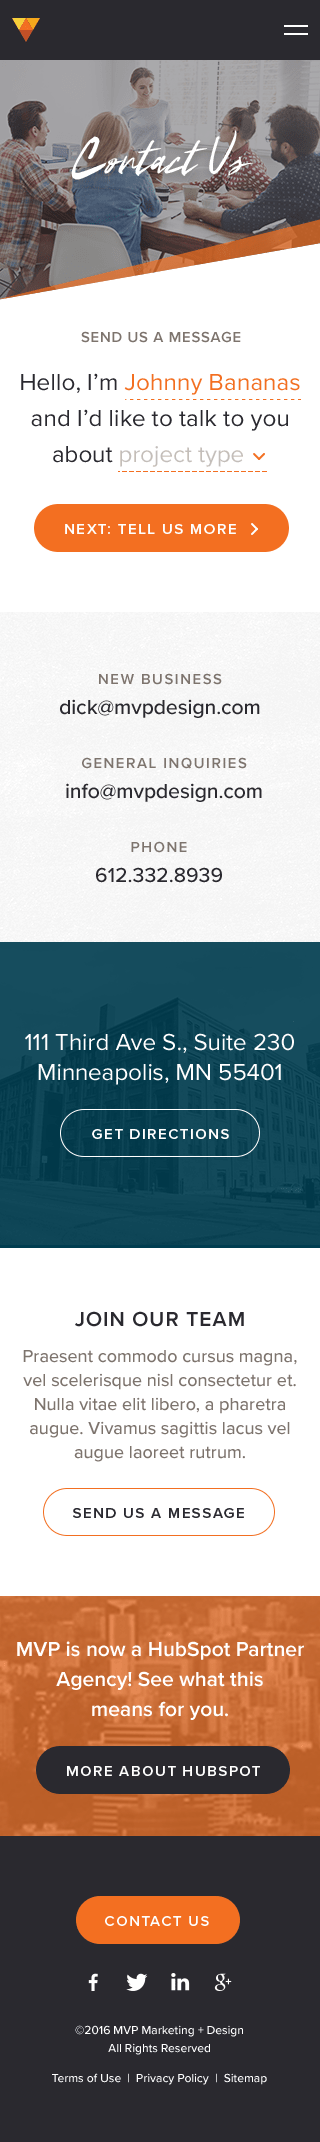 Contact Us
SEND US A MESSAGE
Hello, I’m Johnny Bananas
and I’d like to talk to you
about project type
NEXT: TELL US MORE
NEW BUSINESS
dick@mvpdesign.com
GENERAL INQUIRIES
info@mvpdesign.com
PHONE
612.332.8939
111 Third Ave S., Suite 230
Minneapolis, MN 55401
GET DIRECTIONS
JOIN OUR TEAM
Praesent commodo cursus magna,
vel scelerisque nisl consectetur et.
Nulla vitae elit libero, a pharetra
augue. Vivamus sagittis lacus vel
augue laoreet rutrum.
SEND US A MESSAGE
MVP is now a HubSpot Partner
Agency! See what this
means for you.
MORE ABOUT HUBSPOT
CONTACT US
©2016 MVP Marketing + Design
All Rights Reserved
Terms of Use | Privacy Policy | Sitemap